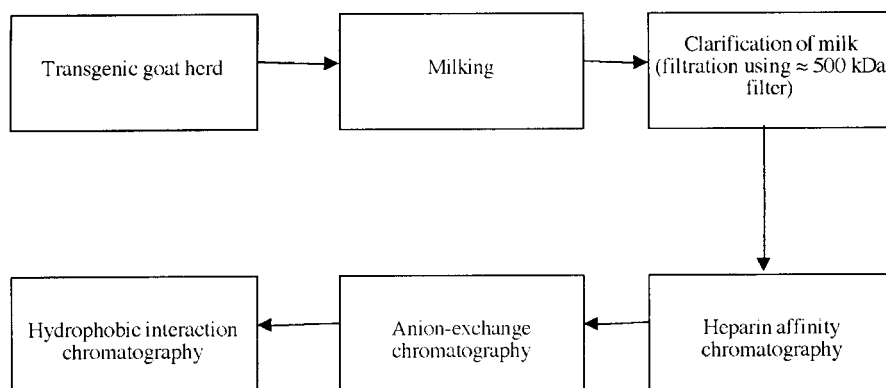 Transgenic goat herd
Milking
Clarification of milk
(filtration using ≈ 500 kDa
filter)
Heparin affinity
chromatography
Anion-exchange
chromatography
Hydrophobic interaction
chromatography